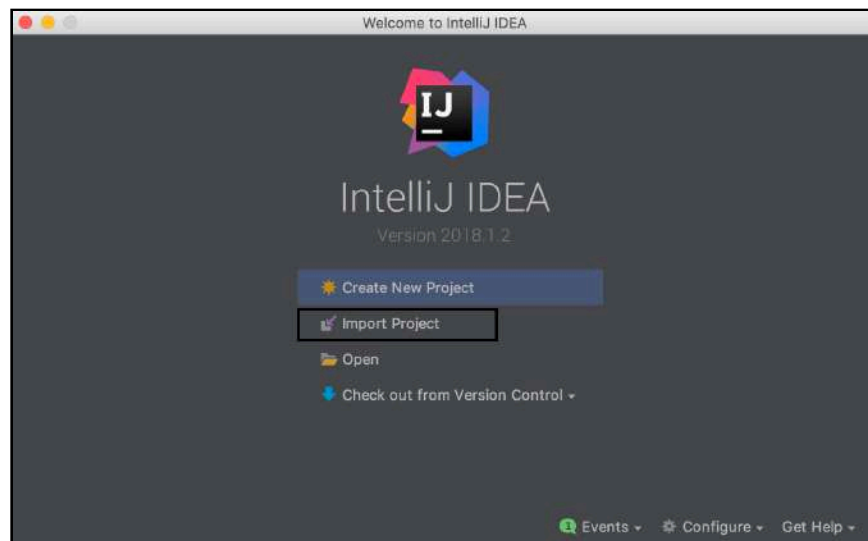 Welcome to IntelliJ IDEA
IJ
IntelliJ IDEA
Version 2018.1.2
Create New Project
Import Project
Open
Check out from Version Control
1 Events Configure Get Help